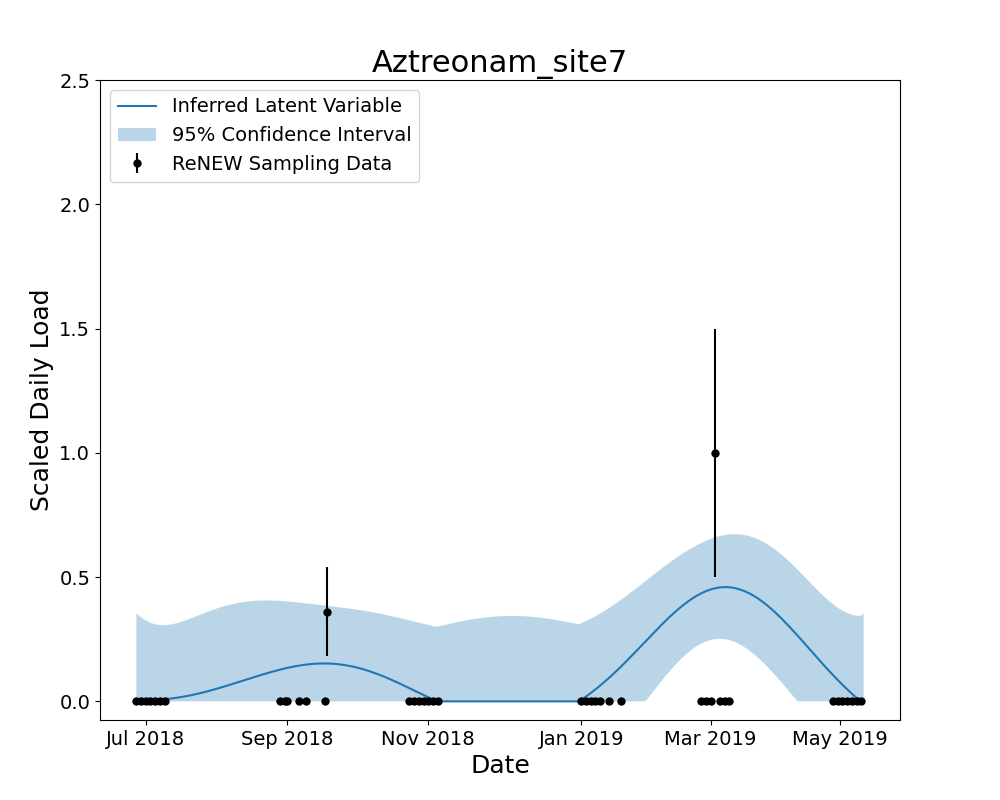 Aztreonam_site7
2.5
2.0
1.5
1.0
0.5
0.0
Scaled Daily Load
Inferred Latent Variable
95% Confidence Interval
ReNEW Sampling Data
Jul 2018
Sep 2018
Nov 2018
Jan 2019
Mar 2019
May 2019
Date